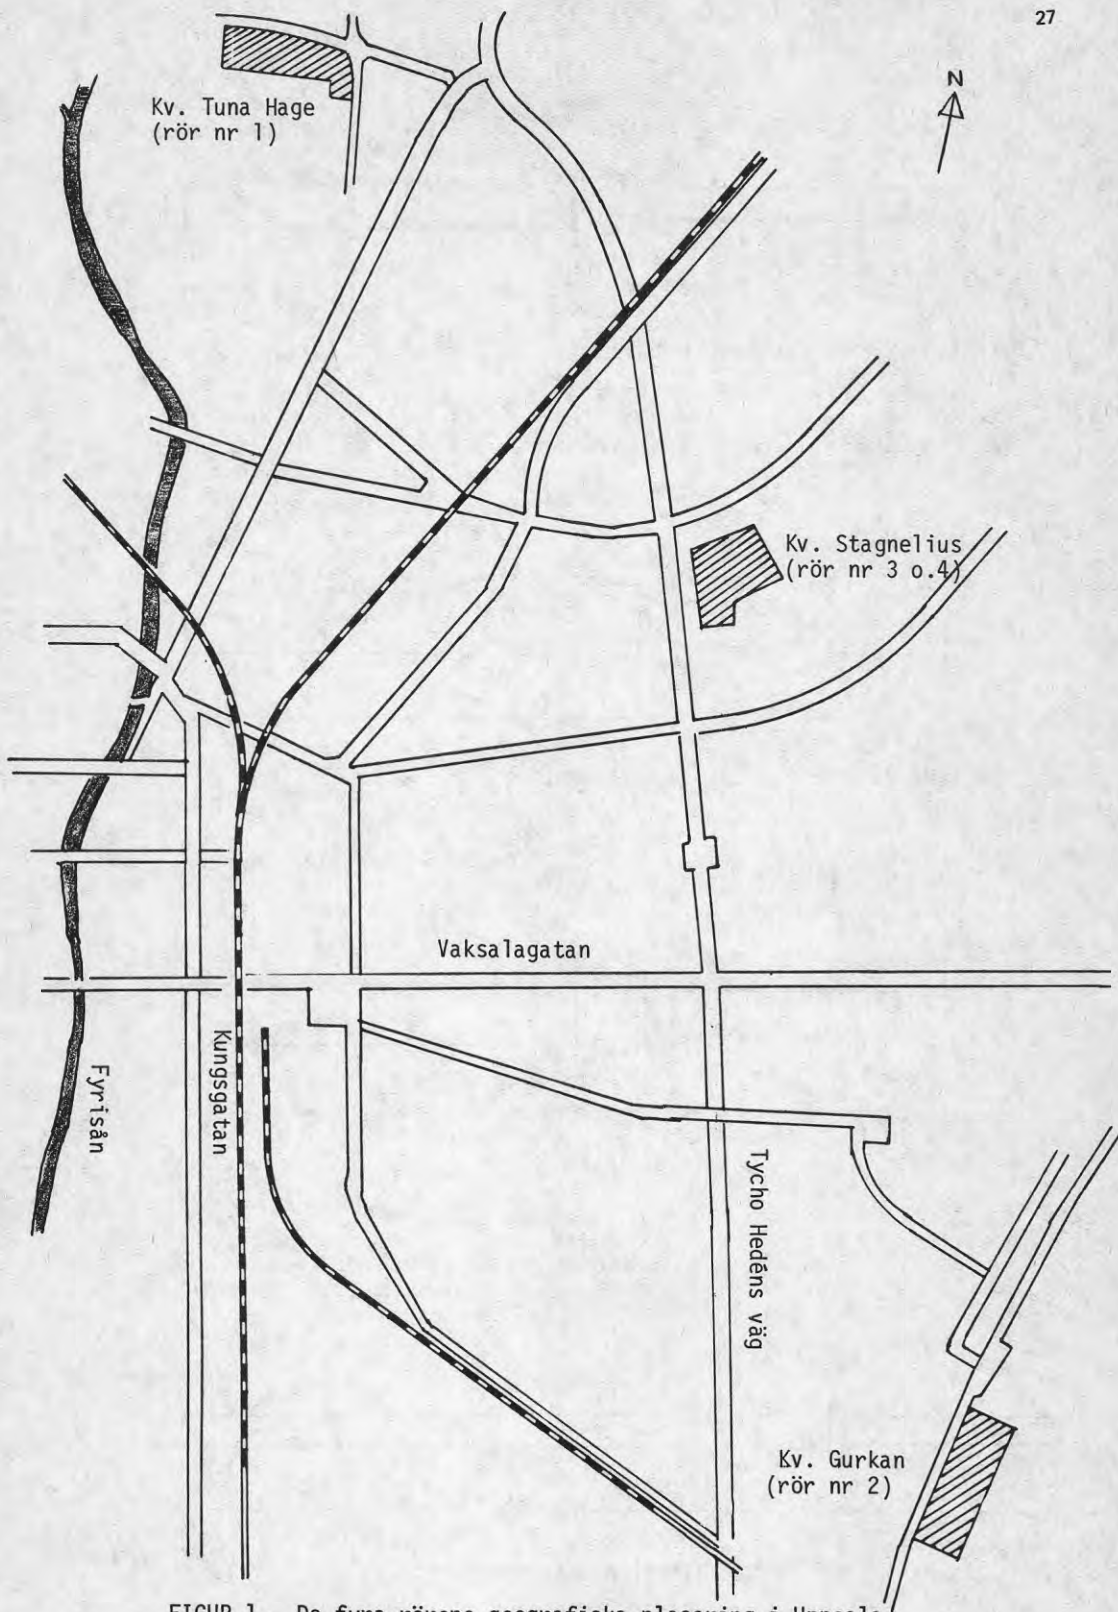 27
N
Kv. Tuna Hage
(rör nr 1)
Kv. Stagnelius
(rör nr 3 o.4)
Vaksalagatan
Kungsgatan
Fyrisån
Tycho Hedéns väg
Kv. Gurkan
(rör nr 2)
FIGUR 1. De fyra rörens geografiska placering i Uppsala